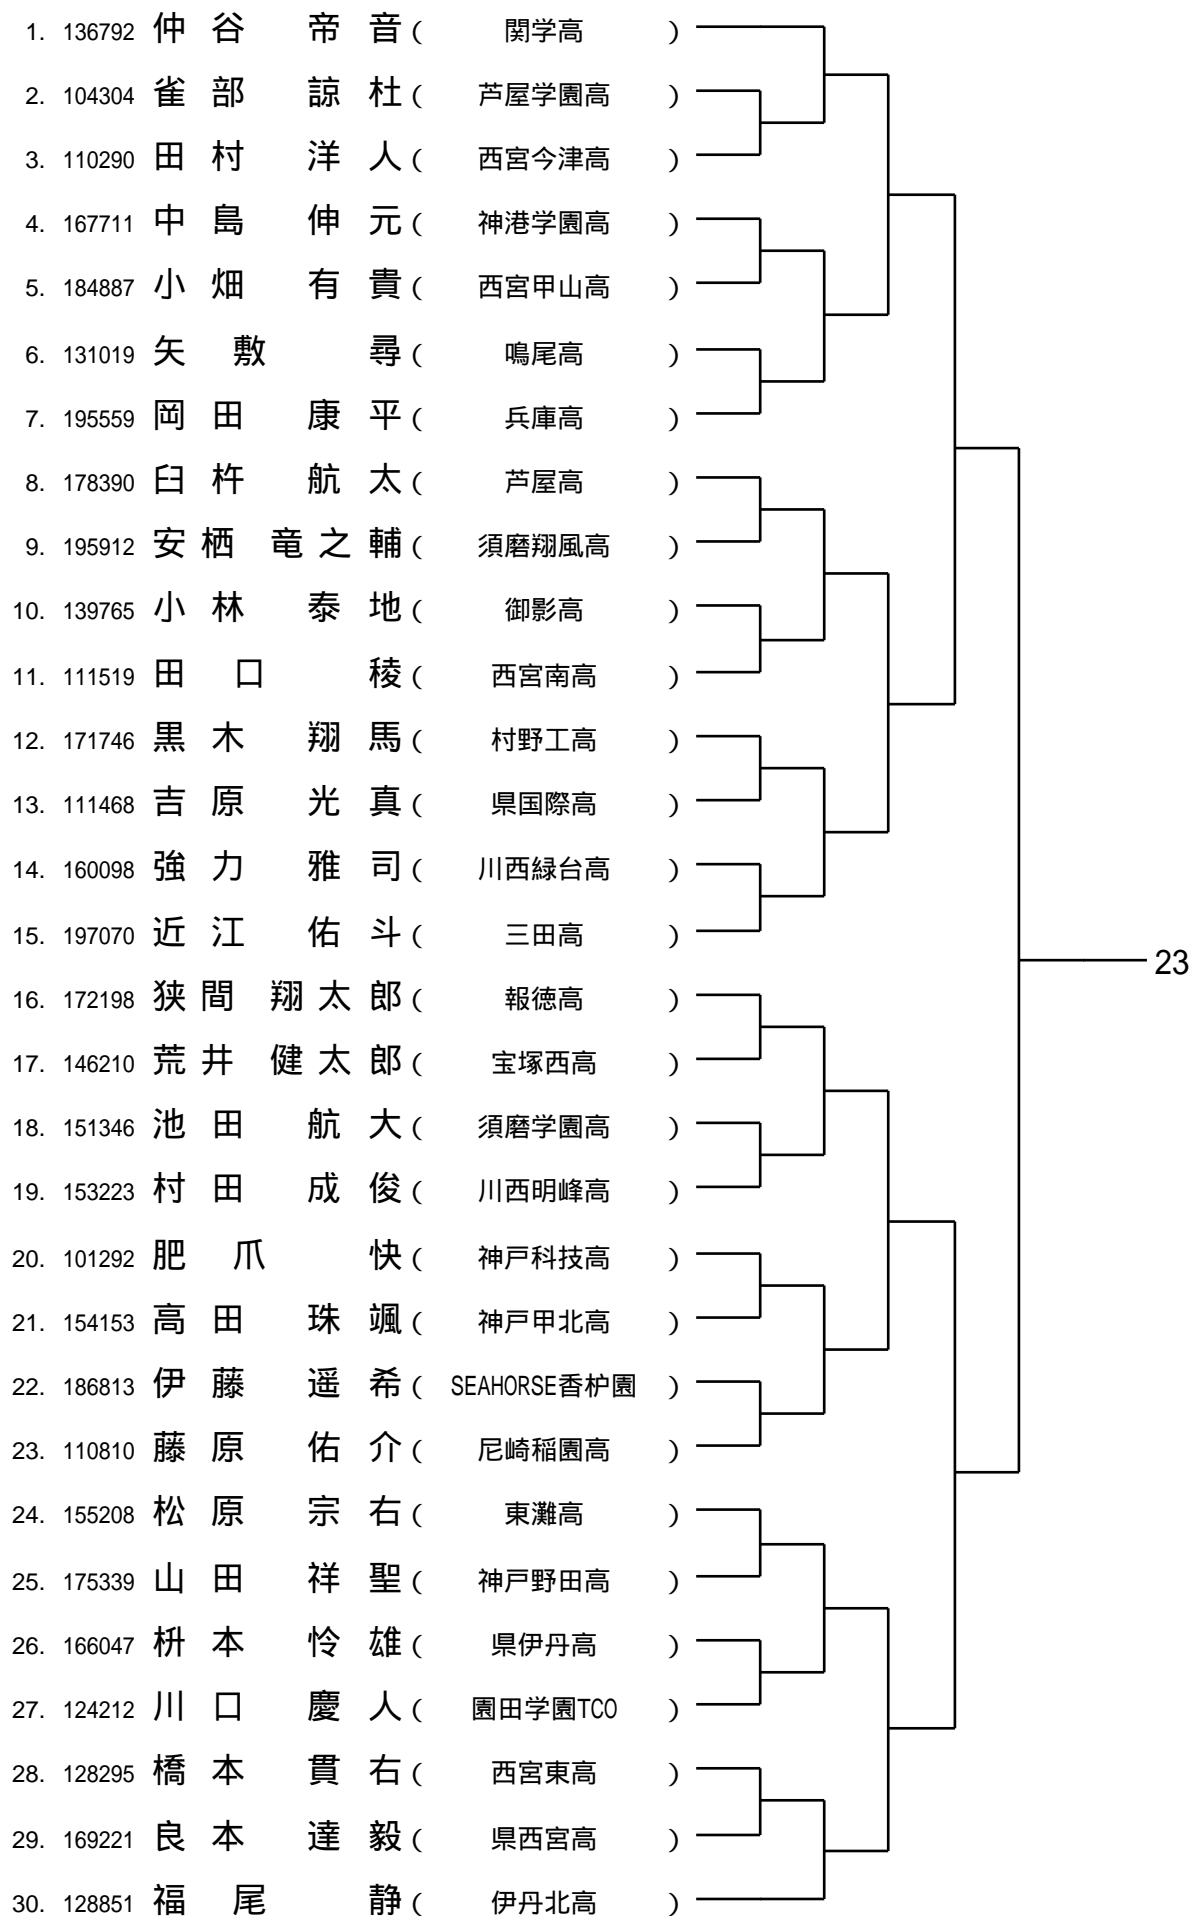 1. 136792 仲谷 帝音 ( 関学高 )
2. 104304 雀部 諒杜 ( 芦屋学園高 )
3. 110290 田村 洋人 ( 西宮今津高 )
4. 167711 中島 伸元 ( 神港学園高 )
5. 184887 小畑 有貴 ( 西宮甲山高 )
6. 131019 矢敷 尋 ( 鳴尾高 )
7. 195559 岡田 康平 ( 兵庫高 )
8. 178390 臼杵 航太 ( 芦屋高 )
9. 195912 安栖 竜之輔 ( 須磨翔風高 )
10. 139765 小林 泰地 ( 御影高 )
11. 111519 田口 稜 ( 西宮南高 )
12. 171746 黒木 翔馬 ( 村野工高 )
13. 111468 吉原 光真 ( 県国際高 )
14. 160098 強力 雅司 ( 川西緑台高 )
15. 197070 近江 佑斗 ( 三田高 )
23
16. 172198 狭間 翔太郎 ( 報徳高 )
17. 146210 荒井 健太郎 ( 宝塚西高 )
18. 151346 池田 航大 ( 須磨学園高 )
19. 153223 村田 成俊 ( 川西明峰高 )
20. 101292 肥爪 快 ( 神戸科技高 )
21. 154153 高田 珠颯 ( 神戸甲北高 )
22. 186813 伊藤 遥希 ( SEAHORSE香枦園 )
23. 110810 藤原 佑介 ( 尼崎稲園高 )
24. 155208 松原 宗右 ( 東灘高 )
25. 175339 山田 祥聖 ( 神戸野田高 )
26. 166047 枡本 怜雄 ( 県伊丹高 )
27. 124212 川口 慶人 ( 園田学園TCO )
28. 128295 橋本 貫右 ( 西宮東高 )
29. 169221 良本 達毅 ( 県西宮高 )
30. 128851 福尾 静 ( 伊丹北高 )